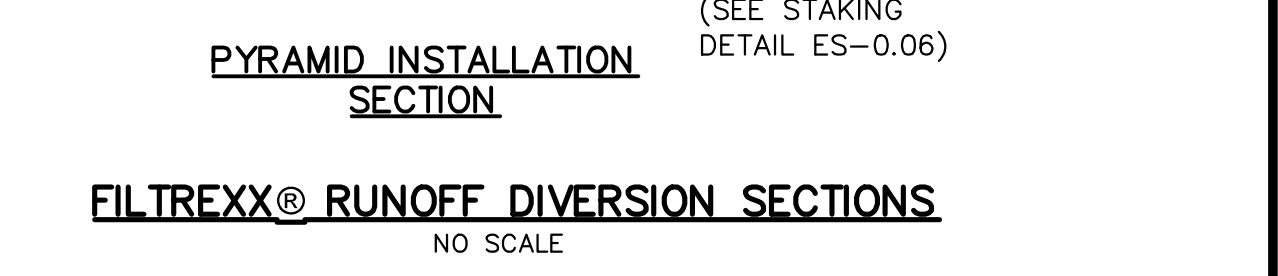 (SEE STAKING
DETAIL ES-0.06)
PYRAMID INSTALLATION
SECTION
FILTREXX® RUNOFF DIVERSION SECTIONS
NO SCALE